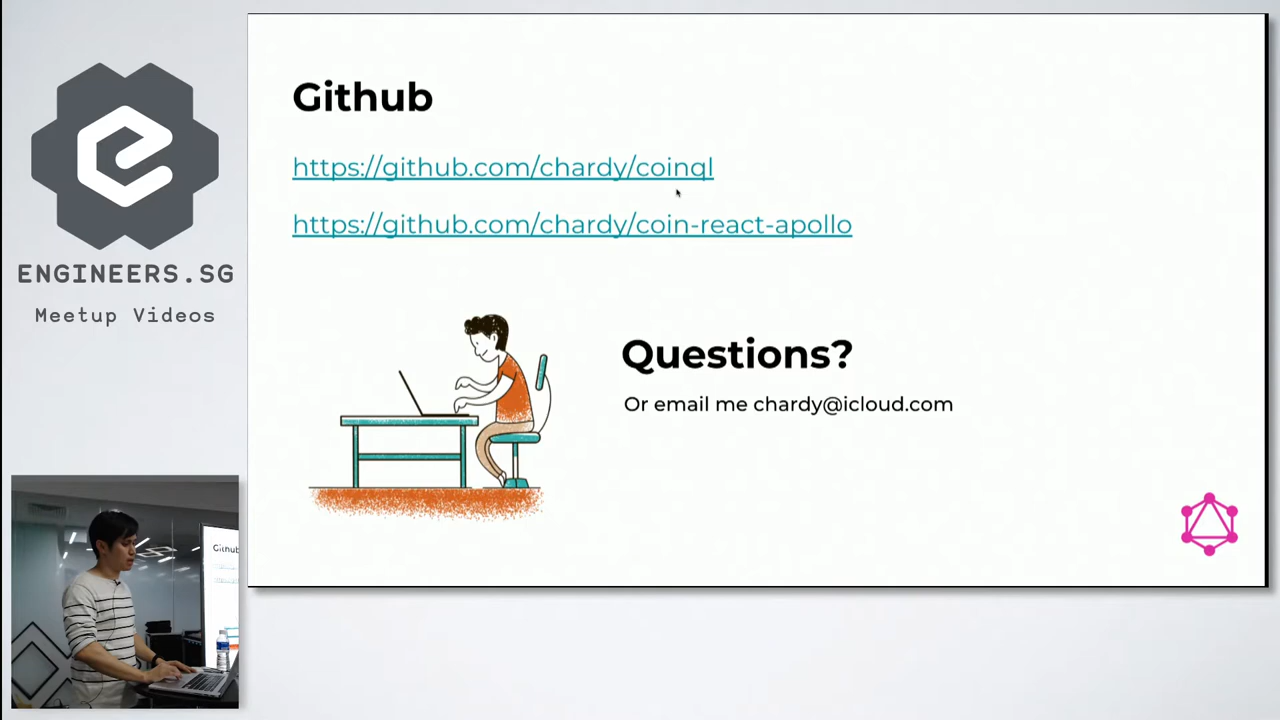 ENGINEERS.SG
Meetup Videos
Github
https://github.com/chardy/coinql
https://github.com/chardy/coin-react-apollo
Questions?
Or email me chardy@icloud.com
Github